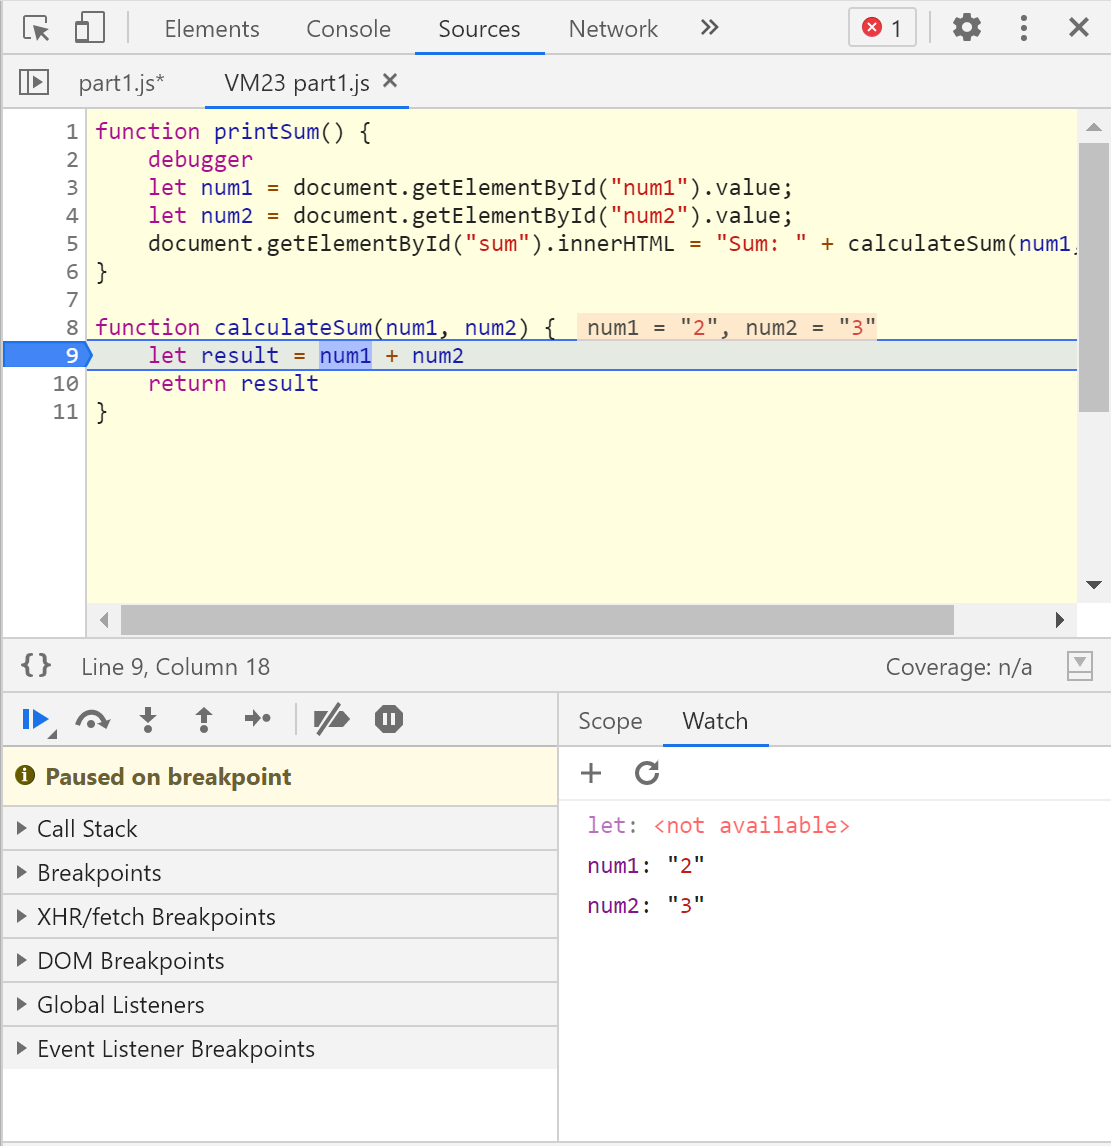 Elements Console Sources Network » 1
part1.js* VM23 part1.js ×
1 function printSum() {
2 debugger
3 let num1 = document.getElementById("num1").value;
4 let num2 = document.getElementById("num2").value;
5 document.getElementById("sum").innerHTML = "Sum: " + calculateSum(num1,
6 }
7
8 function calculateSum(num1, num2) { num1 = "2", num2 = "3"
9 let result = num1 + num2
10 return result
11 }
{} Line 9, Column 18 Coverage: n/a
Scope Watch
Paused on breakpoint
Call Stack
Breakpoints
XHR/fetch Breakpoints
DOM Breakpoints
Global Listeners
Event Listener Breakpoints
let: <not available>
num1: "2"
num2: "3"